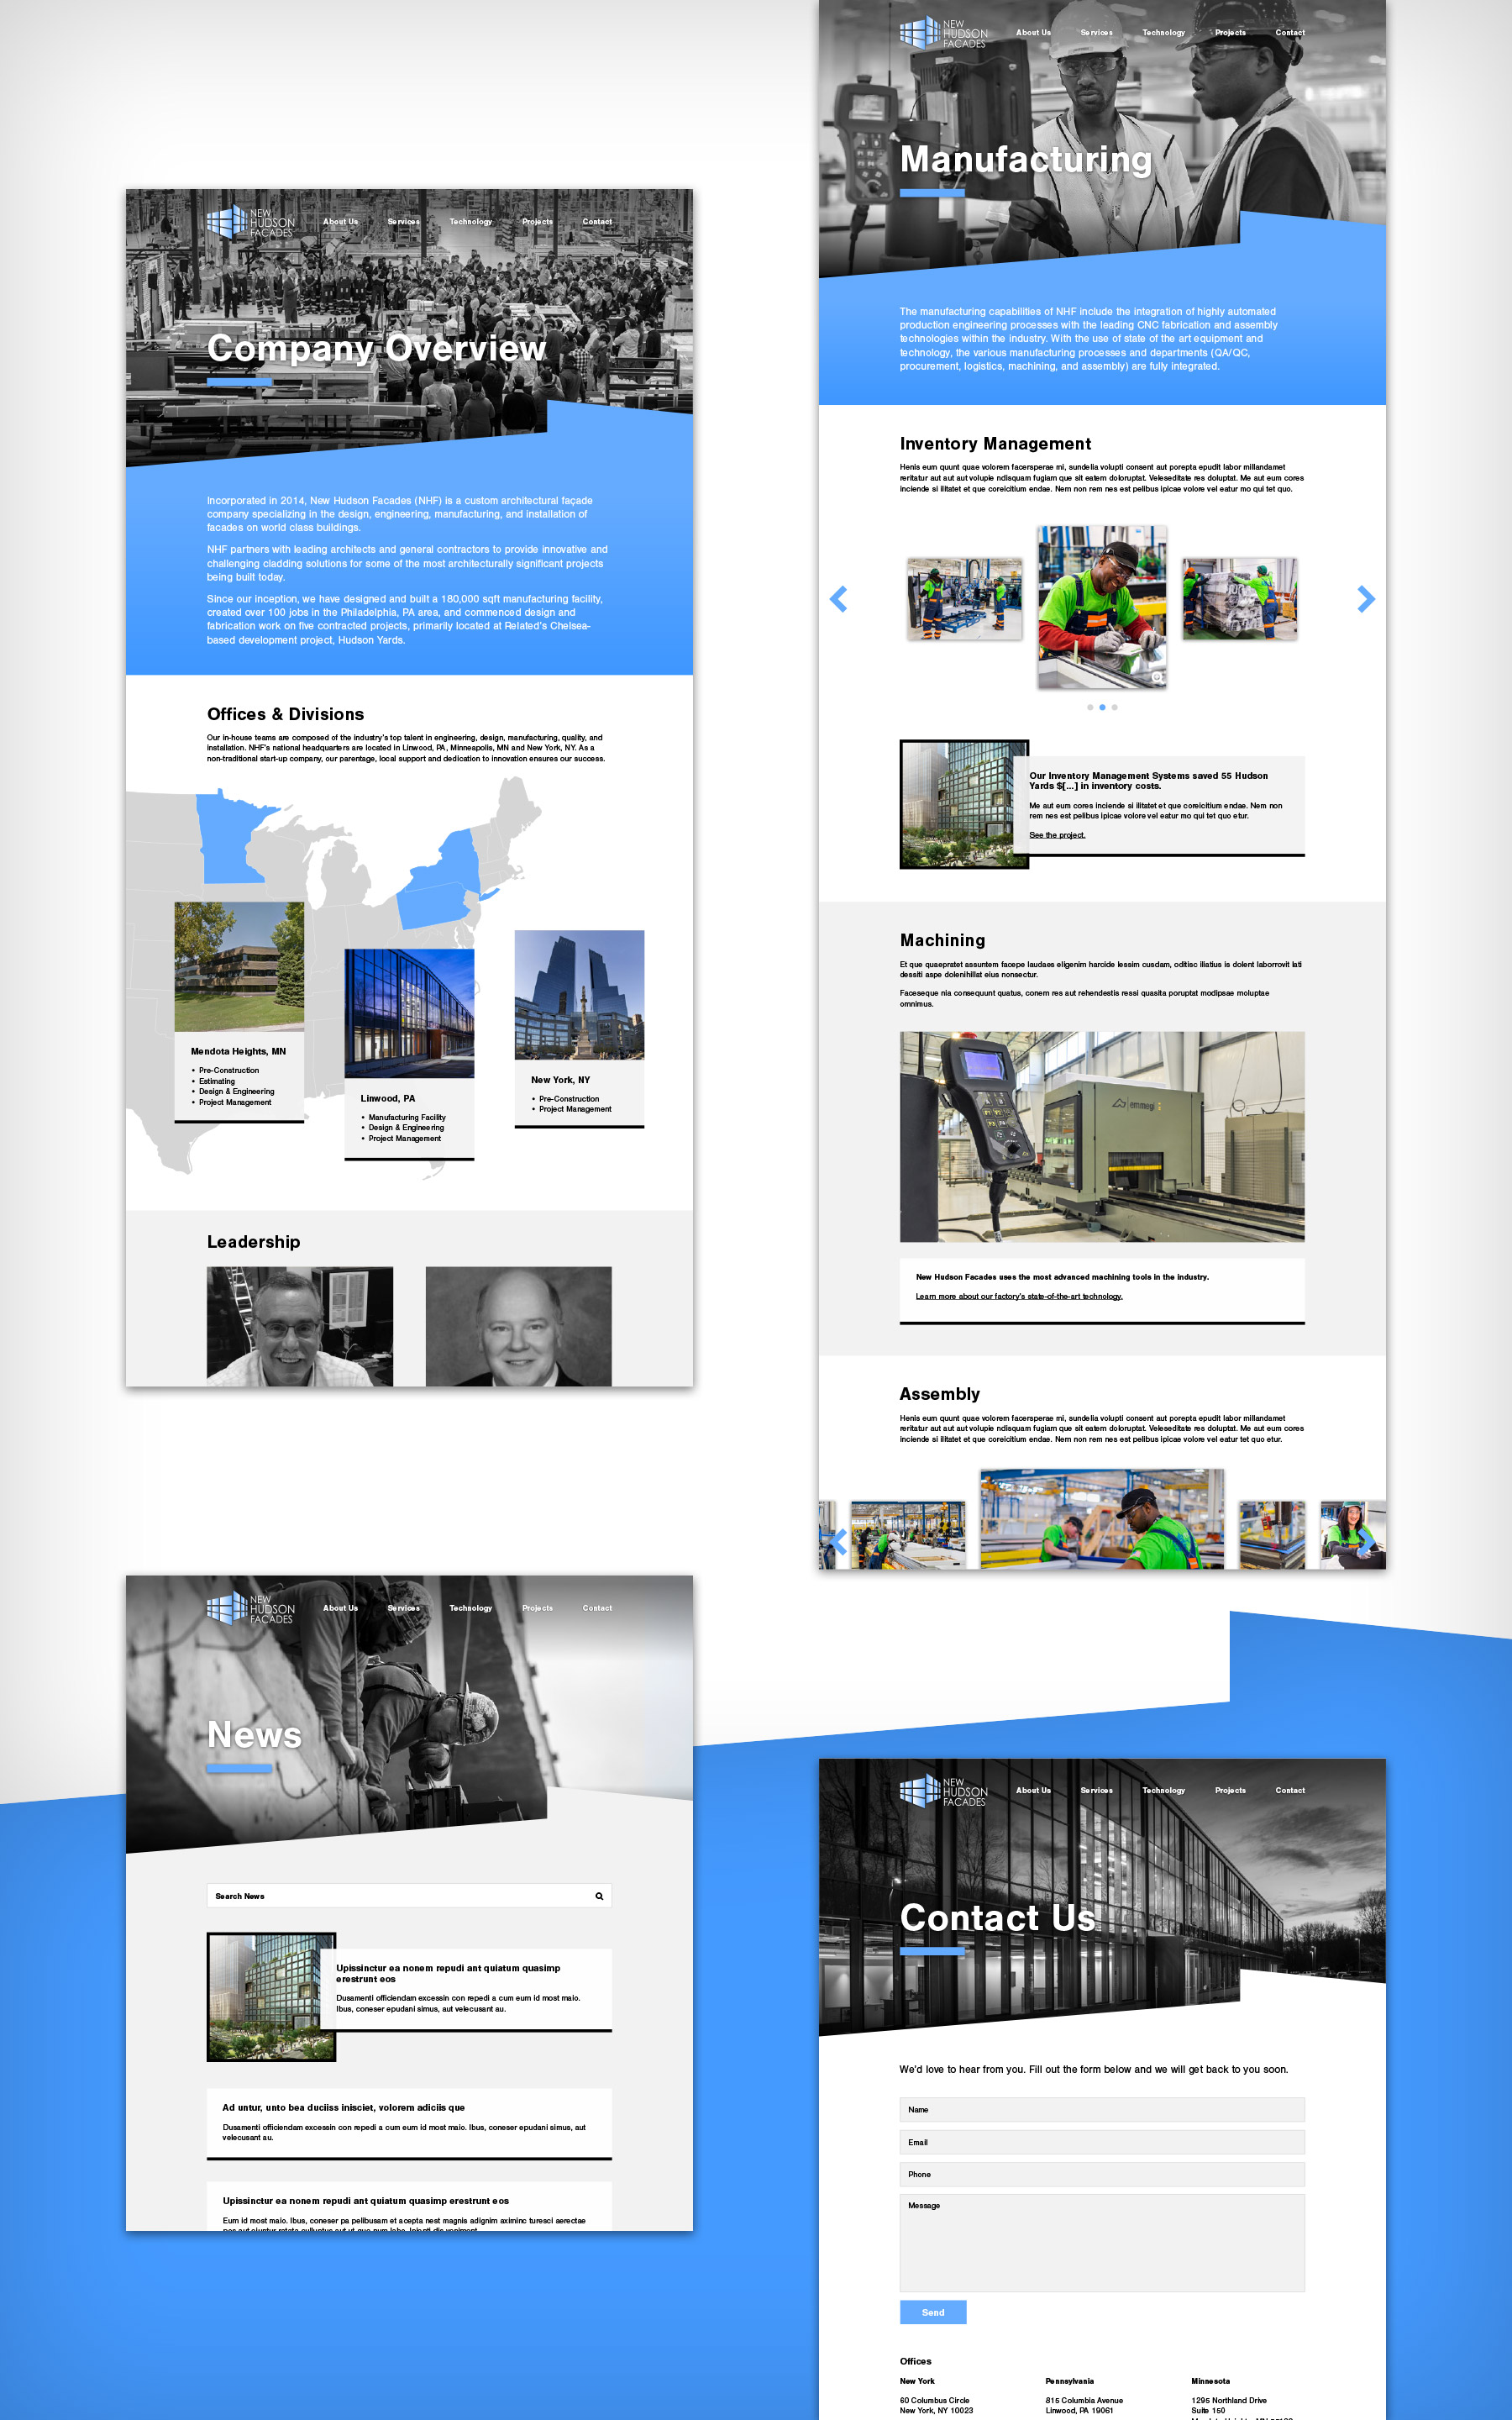 NEW
HUDSON
FACADES
About Us
Services
Technology
Projects
Contact
Company Overview
Incorporated in 2014, New Hudson Facades (NHF) is a custom architectural façade
company specializing in the design, engineering, manufacturing, and installation of
facades on world class buildings.
NHF partners with leading architects and general contractors to provide innovative and
challenging cladding solutions for some of the most architecturally significant projects
being built today.
Since our inception, we have designed and built a 180,000 sqft manufacturing facility,
created over 100 jobs in the Philadelphia, PA area, and commenced design and
fabrication work on five contracted projects, primarily located at Related's Chelsea-
based development project, Hudson Yards.
Offices & Divisions
Our in-house teams are composed of the industry's top talent in engineering, design, manufacturing, quality, and
installation. NHF's national headquarters are located in Linwood, PA, Minneapolis, MN and New York, NY. As a
non-traditional start-up company, our parentage, local support and dedication to innovation ensures our success.
Mendota Heights, MN
• Pre-Construction
• Estimating
• Design & Engineering
• Project Management
Linwood, PA
• Manufacturing Facility
• Design & Engineering
• Project Management
New York, NY
• Pre-Construction
• Project Management
Leadership
NEW
HUDSON
FACADES
About Us
Services
Technology
Projects
Contact
Manufacturing
The manufacturing capabilities of NHF include the integration of highly automated
production engineering processes with the leading CNC fabrication and assembly
technologies within the industry. With the use of state of the art equipment and
technology, the various manufacturing processes and departments (QA/QC,
procurement, logistics, machining, and assembly) are fully integrated.
Inventory Management
Henis eum quunt quae volorem facersperae mi, sundella volupti consent aut porepta epudit labor millandamet
reritatur aut aut aut volupie ndisquam fugiam que sit eatem doloruptat. Veleseditate res doluptat. Me aut eum cores
inciende si illitatet et que coreicitium endae. Nem non rem nes est pelibus ipicae volore vel eatur mo qui tet quo.
Our Inventory Management Systems saved 55 Hudson
Yards $[...] in inventory costs.
Me aut eum cores inciende si illitatet et que coreicitium endae. Nem non
rem nes est pelibus ipicae volore vel eatur mo qui tet quo etur.
See the project.
Machining
Et que quaepratet assuntem facepe laudaes eligenim harcide lessim cusdam, oditisc iliatius is dolent laborrovit lati
dessiti aspe dolenihillat eius nonsectur.
Faceseque nia consequunt quatus, conem res aut rehendestis ressi quasita poruptat modipsae moluptae
omnimus.
emmegi
New Hudson Facades uses the most advanced machining tools in the industry.
Learn more about our factory's state-of-the-art technology.
Assembly
Henis eum quunt quae volorem facersperae mi, sundella volupti consent aut porepta epudit labor millandamet
reritatur aut aut aut volupie ndisquam fugiam que sit eatem doloruptat. Veleseditate res doluptat. Me aut eum cores
inciende si illitatet et que coreicitium endae. Nem non rem nes est pelibus ipicae volore vel eatur tet quo etur.
NEW
HUDSON
FACADES
About Us
Services
Technology
Projects
Contact
News
Search News
Upissinctur ea nonem repudi ant quiatum quasimp
erestrunt eos
Dusamenti officiendam excessin con repedi a cum eum id most maio.
Ibus, coneser epudani simus, aut velecusant au.
Ad untur, unto bea duciiss inisciet, volorem adiciis que
Dusamenti officiendam excessin con repedi a cum eum id most maio. Ibus, coneser epudani simus, aut
velecusant au.
Upissinctur ea nonem repudi ant quiatum quasimp erestrunt eos
Eum id most maio. Ibus, coneser pa pelibusam et acepta nest magnis adignim aximinc turesci aerectae
NEW
HUDSON
FACADES
About Us
Services
Technology
Projects
Contact
Contact Us
We'd love to hear from you. Fill out the form below and we will get back to you soon.
Name
Email
Phone
Message
Send
Offices
New York
60 Columbus Circle
New York, NY 10023
Pennsylvania
815 Columbia Avenue
Linwood, PA 19061
Minnesota
1295 Northland Drive
Suite 150